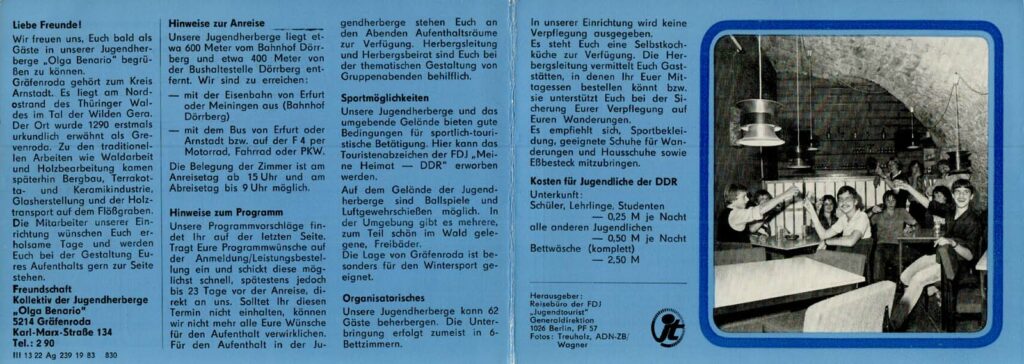 Liebe Freunde!
Wir freuen uns, Euch bald als
Gäste in unserer Jugendher-
berge „Olga Benario“ begrü-
ßen zu können.
Gräfenroda gehört zum Kreis
Arnstadt. Es liegt am Nord-
ostrand des Thüringer Wal-
des im Tal der Wilden Gera.
Der Ort wurde 1290 erstmals
urkundlich erwähnt als Gre-
venroda. Zu den traditionel-
len Arbeiten wie Waldarbeit
und Holzbearbeitung kamen
späterhin Bergbau, Terrakot-
ta- und Keramikindustrie,
Glasherstellung und der Holz-
transport auf dem Floßgraben.
Die Mitarbeiter unserer Ein-
richtung wünschen Euch er-
holsame Tage und werden
Euch bei der Gestaltung Eu-
res Aufenthalts gern zur Seite
stehen.
Freundschaft
Kollektiv der Jugendherberge
„Olga Benario“
5214 Gräfenroda
Karl-Marx-Straße 134
Tel.: 2 90
III 13 22 Ag 239 19 83 830
Hinweise zur Anreise
Unsere Jugendherberge liegt et-
wa 600 Meter vom Bahnhof Dörr-
berg und etwa 400 Meter von
der Bushaltestelle Dörrberg ent-
fernt. Wir sind zu erreichen:
— mit der Eisenbahn von Erfurt
oder Meiningen aus (Bahnhof
Dörrberg)
— mit dem Bus von Erfurt oder
Arnstadt bzw. auf der F 4 per
Motorrad, Fahrrad oder PKW.
Die Belegung der Zimmer ist am
Anreisetag ab 15 Uhr und am
Abreisetag bis 9 Uhr möglich.
Hinweise zum Programm
Unsere Programmvorschläge fin-
det Ihr auf der letzten Seite.
Tragt Eure Programmwünsche auf
der Anmeldung/Leistungsbestel-
lung ein und schickt diese mög-
lichst schnell, spätestens jedoch
bis 23 Tage vor der Anreise, di-
rekt an uns. Solltet Ihr diesen
Termin nicht einhalten, können
wir nicht mehr alle Eure Wünsche
für den Aufenthalt verwirklichen.
Für den Aufenthalt in der Ju-
gendherberge stehen Euch an
den Abenden Aufenthaltsräume
zur Verfügung. Herbergsleitung
und Herbergsbeirat sind Euch bei
der thematischen Gestaltung von
Gruppenabenden behilflich.
Sportmöglichkeiten
Unsere Jugendherberge und das
umgebende Gelände bieten gute
Bedingungen für sportlich-touris-
tische Betätigung. Hier kann das
Touristenabzeichen der FDJ „Mei-
ne Heimat — DDR“ erworben
werden.
Auf dem Gelände der Jugend-
herberge sind Ballspiele und
Luftgewehrschießen möglich. In
der Umgebung gibt es mehrere,
zum Teil schön im Wald gele-
gene, Freibäder.
Die Lage von Gräfenroda ist be-
sonders für den Wintersport ge-
eignet.
Organisatorisches
Unsere Jugendherberge kann 62
Gäste beherbergen. Die Unter-
bringung erfolgt zumeist in 6-
Bettzimmern.
In unserer Einrichtung wird keine
Verpflegung ausgegeben.
Es steht Euch eine Selbstkoch-
küche zur Verfügung. Die Her-
bergsleitung vermittelt Euch Gast-
stätten, in denen Ihr Euer Mit-
tagessen bestellen könnt bzw.
sie unterstützt Euch bei der Si-
cherung Eurer Verpflegung auf
Euren Wanderungen.
Es empfiehlt sich, Sportbeklei-
dung, geeignete Schuhe für Wan-
derungen und Hausschuhe sowie
Eßbesteck mitzubringen.
Kosten für Jugendliche der DDR
Unterkunft:
Schüler, Lehrlinge, Studenten
— 0,25 M je Nacht
alle anderen Jugendlichen
— 0,50 M je Nacht
Bettwäsche (komplett)
— 2,50 M
Herausgeber:
Reisebüro der FDJ
„Jugendtourist“
Generaldirektion
1026 Berlin, PF 57
Fotos: Treuholz, ADN-ZB/
Wagner
jt